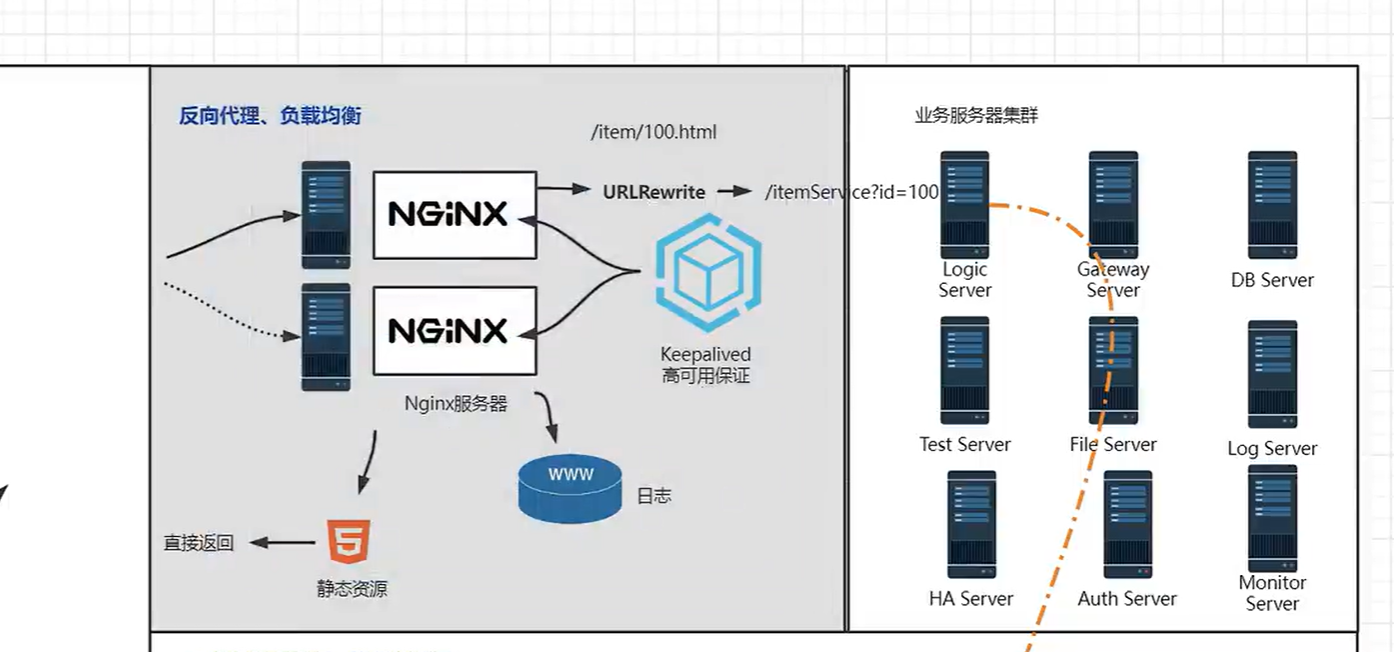 反向代理、负载均衡
/item/100.html
NGiNX
URLRewrite
/itemService?id=100
NGiNX
Keepalived
高可用保证
Nginx服务器
www
日志
5
直接返回
静态资源
业务服务器集群
Logic
Server
Gateway
Server
DB Server
Test Server
File Server
Log Server
HA Server
Auth Server
Monitor
Server